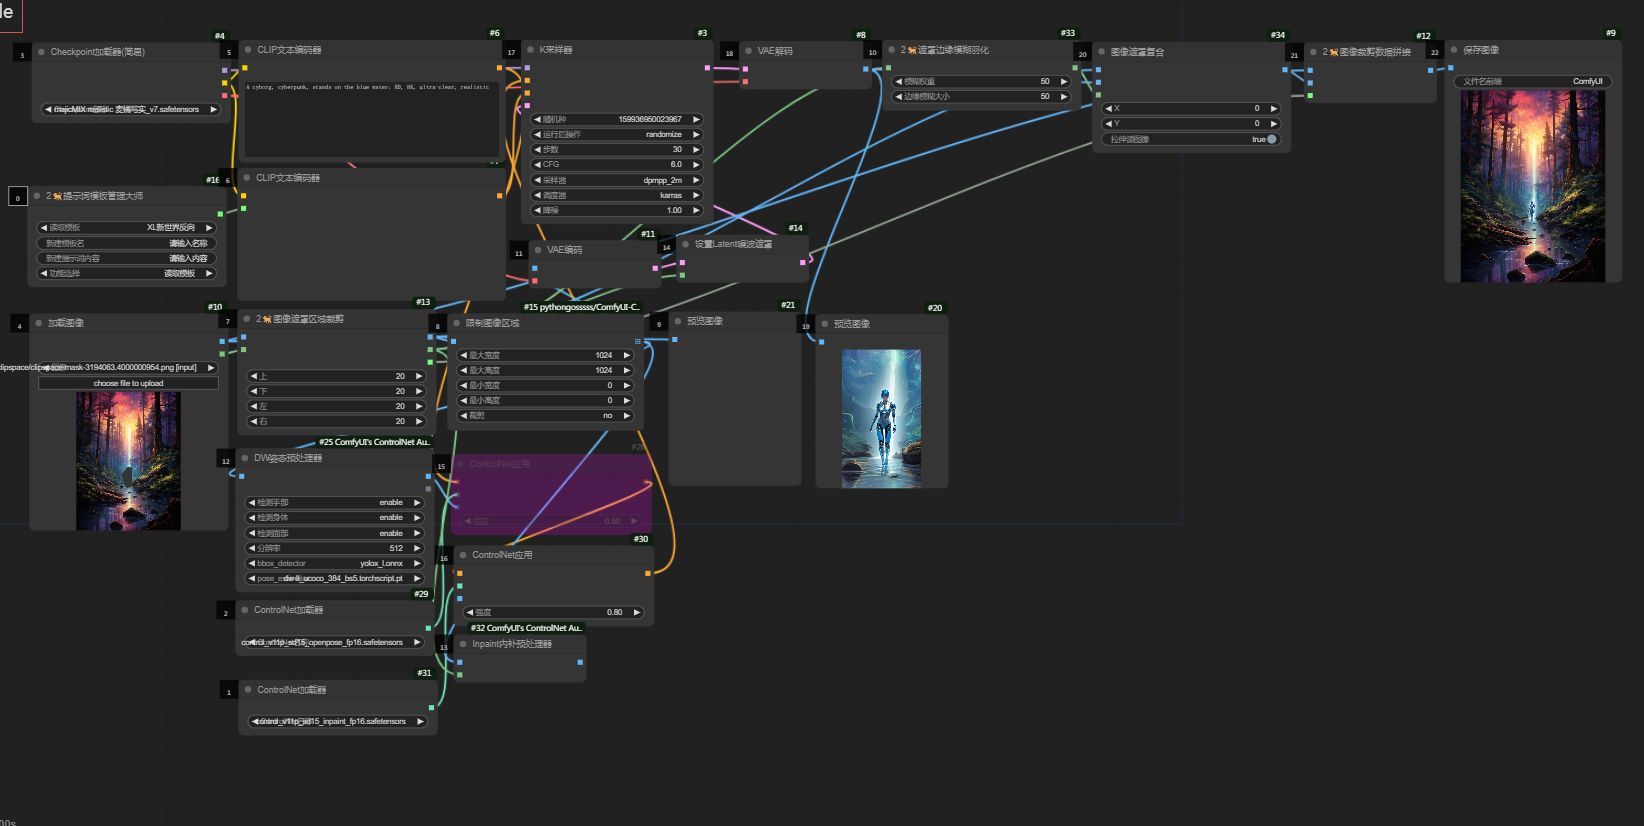 de
3
Checkpoint加载器(简易)
#4
majicMIX realistic 麦橘写实_v7.safetensors
5
CLIP文本编码器
#6
A cyborg, cyberpunk, stands on the blue water, HD, 8K, ultra-clear, realistic
17
K采样器
#3
随机种 159936950023967
运行后操作 randomize
步数 30
CFG 6.0
采样器 dpmpp_2m
调度器 karras
降噪 1.00
18
VAE解码
#8
10
2🐕遮罩边缘模糊羽化
#33
模糊权重 50
边缘模糊大小 50
20
图像遮罩复合
#34
X 0
Y 0
拉伸源图像 true
21
2🐕图像裁剪数据拼接
#12
22
保存图像
#9
文件名前缀 ComfyUI
0
2🐕提示词模板管理大师
#16
读取模板 XL新世界反向
新建模板名 请输入名称
新建提示词内容 请输入内容
功能选择 读取模板
6
CLIP文本编码器
11
VAE编码
#11
14
设置Latent噪波遮罩
#14
4
加载图像
#10
clipspace/clipspace-mask-3194063.4000000954.png [input]
choose file to upload
7
2🐕图像遮罩区域裁剪
#13
上 20
下 20
左 20
右 20
8
限制图像区域
#15 pythongosssss/ComfyUI-C..
最大宽度 1024
最大高度 1024
最小宽度 0
最小高度 0
裁剪 no
9
预览图像
#21
19
预览图像
#20
12
DW姿态预处理器
#25 ComfyUI's ControlNet Au..
检测手部 enable
检测身体 enable
检测面部 enable
分辨率 512
bbox_detector yolox_l.onnx
dw-ll_ucoco_384_bs5.torchscript.pt
15
ControlNet应用
强度 0.50
16
ControlNet应用
#30
强度 0.80
2
ControlNet加载器
#29
control_v11p_sd15_openpose_fp16.safetensors
13
Inpaint内补预处理器
#32 ComfyUI's ControlNet Au..
1
ControlNet加载器
#31
control_v11p_sd15_inpaint_fp16.safetensors
00s